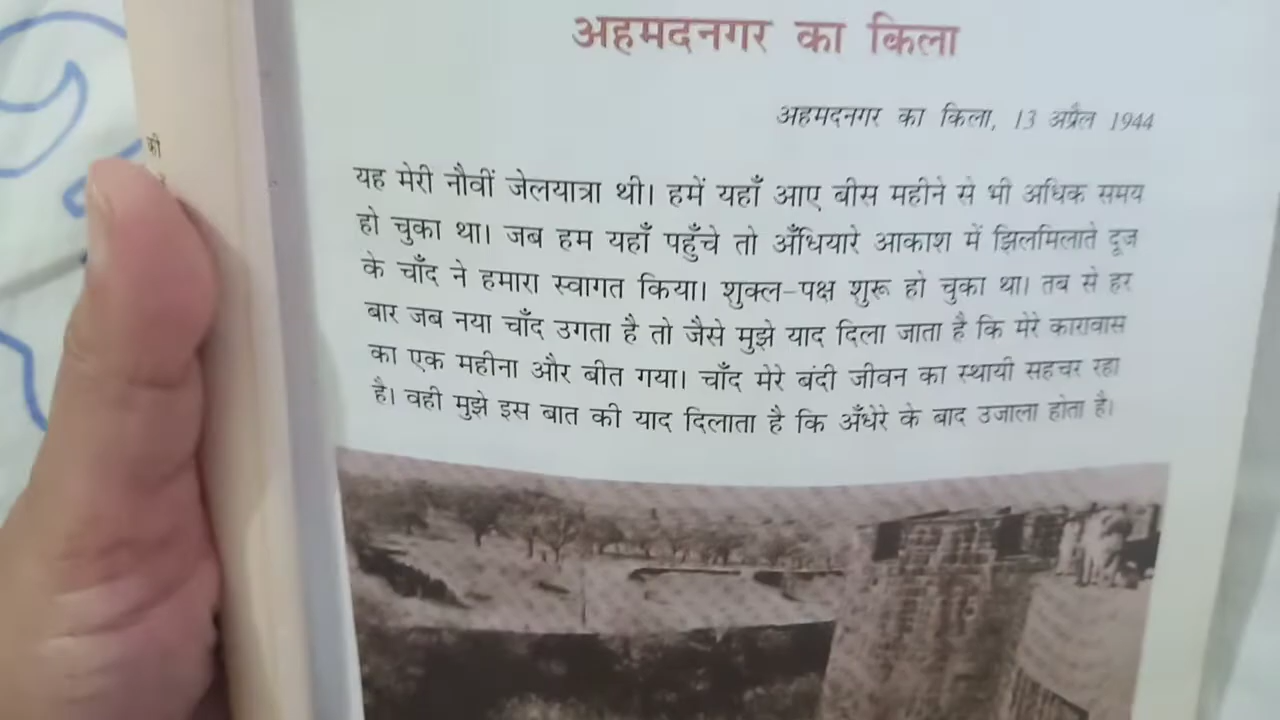 अहमदनगर का किला
अहमदनगर का किला, 13 अप्रैल 1944
यह मेरी नौवीं जेलयात्रा थी। हमें यहाँ आए बीस महीने से भी अधिक समय
हो चुका था। जब हम यहाँ पहुँचे तो अँधियारे आकाश में झिलमिलाते दूज
के चाँद ने हमारा स्वागत किया। शुक्ल-पक्ष शुरू हो चुका था। तब से हर
बार जब नया चाँद उगता है तो जैसे मुझे याद दिला जाता है कि मेरे कारावास
का एक महीना और बीत गया। चाँद मेरे बंदी जीवन का स्थायी सहचर रहा
है। वही मुझे इस बात की याद दिलाता है कि अँधेरे के बाद उजाला होता है।
की